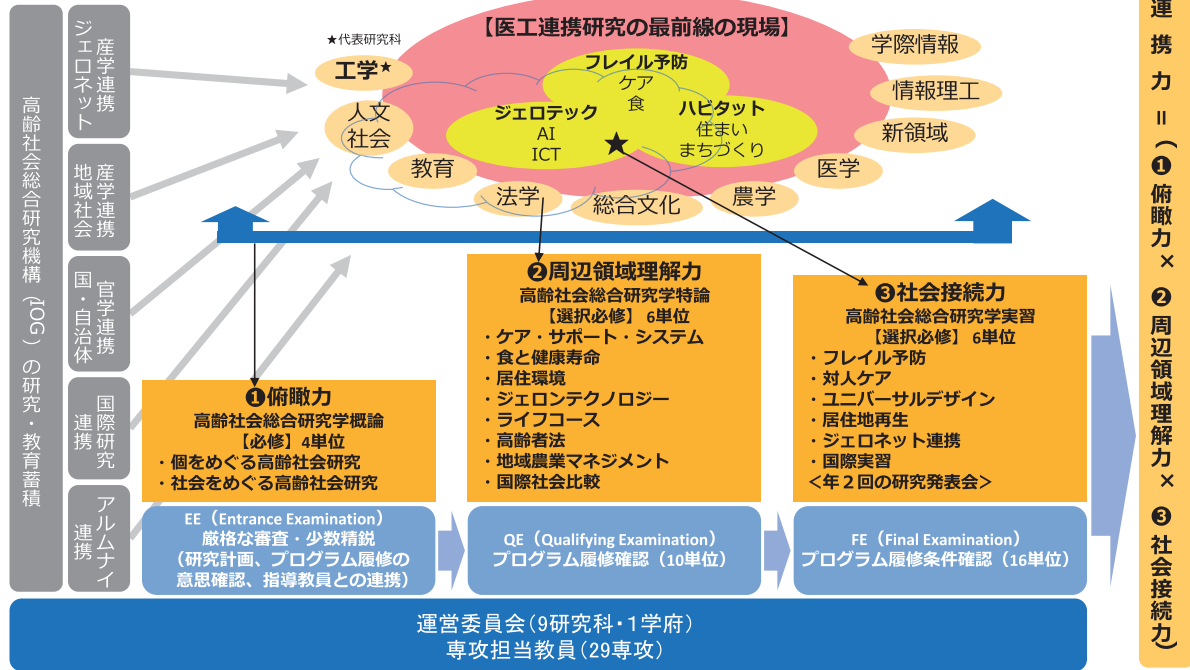 高齢社会総合研究機構（IOG）の研究・教育蓄積
産学連携
ジェロネット
産学連携
地域社会
官学連携
国・自治体
国際研究
連携
アルムナイ
連携
★代表研究科
工学★
人文
社会
教育
法学
総合文化
農学
医学
新領域
情報理工
学際情報
【医工連携研究の最前線の現場】
フレイル予防
ケア
食
ジェロテック
AI
ICT
ハビタット
住まい
まちづくり
★
❶俯瞰力
高齢社会総合研究学概論
【必修】4単位
・個をめぐる高齢社会研究
・社会をめぐる高齢社会研究
❷周辺領域理解力
高齢社会総合研究学特論
【選択必修】 6単位
・ケア・サポート・システム
・食と健康寿命
・居住環境
・ジェロンテクノロジー
・ライフコース
・高齢者法
・地域農業マネジメント
・国際社会比較
❸社会接続力
高齢社会総合研究学実習
【選択必修】 6単位
・フレイル予防
・対人ケア
・ユニバーサルデザイン
・居住地再生
・ジェロネット連携
・国際実習
<年２回の研究発表会>
EE（Entrance Examination）
厳格な審査・少数精鋭
（研究計画、プログラム履修の
意思確認、指導教員との連携）
QE（Qualifying Examination）
プログラム履修確認（10単位）
FE（Final Examination）
プログラム履修条件確認（16単位）
運営委員会（9研究科・１学府）
専攻担当教員（29専攻）
連携力＝（❶俯瞰力×❷周辺領域理解力×❸社会接続力）